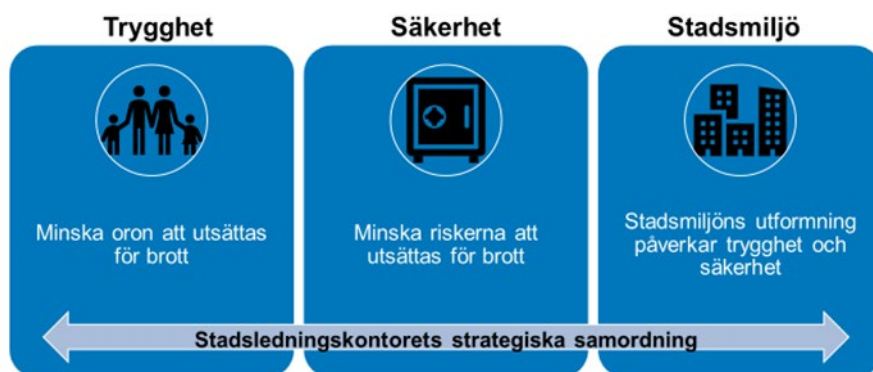 Trygghet
Säkerhet
Stadsmiljö
Minska oron att utsättas
för brott
Minska riskerna att
utsättas för brott
Stadsmiljöns utformning
påverkar trygghet och
säkerhet
Stadsledningskontorets strategiska samordning